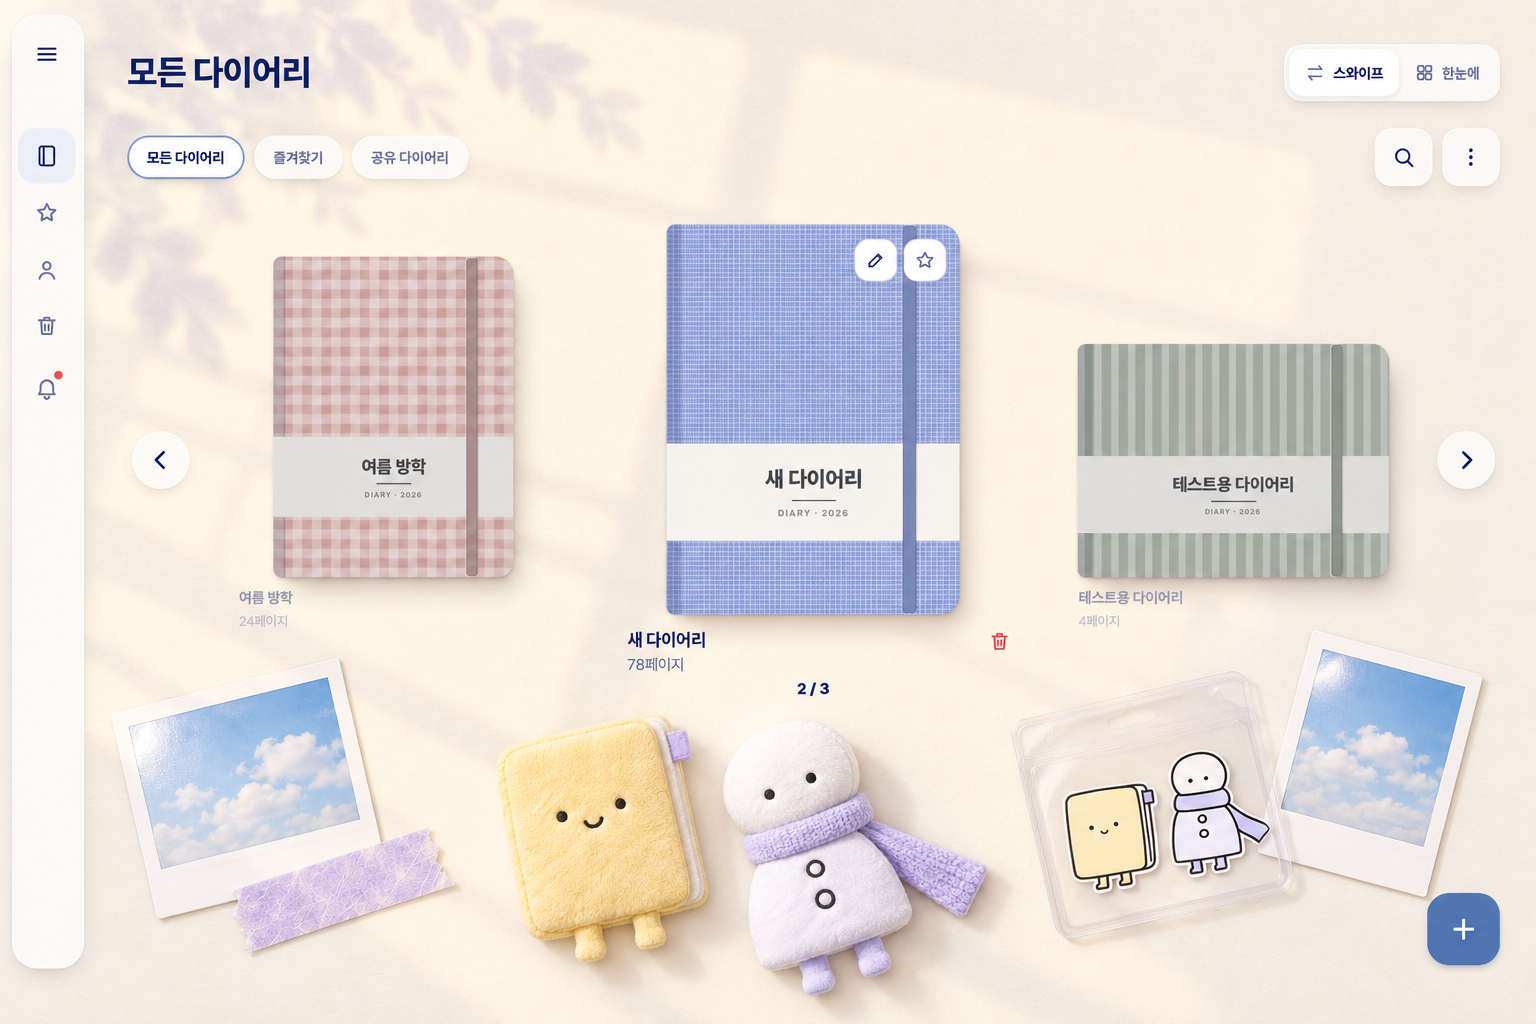 모든 다이어리
스와이프
한눈에
모든 다이어리
즐겨찾기
공유 다이어리
여름 방학
DIARY · 2026
새 다이어리
DIARY · 2026
테스트용 다이어리
DIARY · 2026
여름 방학
24페이지
새 다이어리
78페이지
테스트용 다이어리
4페이지
2 / 3